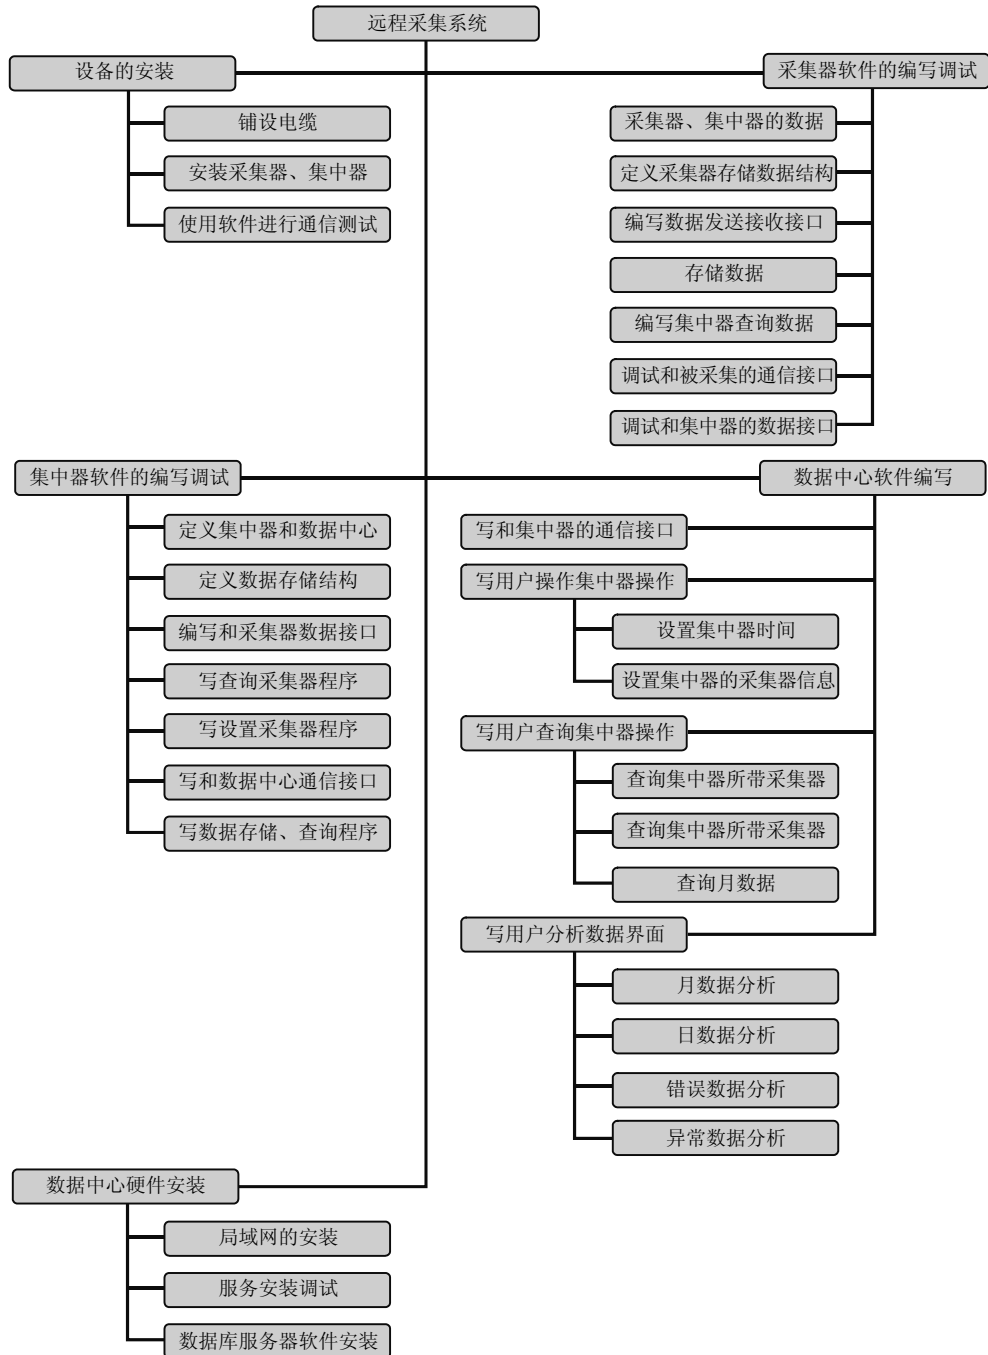 远程采集系统
设备的安装
铺设电缆
安装采集器、集中器
使用软件进行通信测试
采集器软件的编写调试
采集器、集中器的数据
定义采集器存储数据结构
编写数据发送接收接口
存储数据
编写集中器查询数据
调试和被采集的通信接口
调试和集中器的数据接口
集中器软件的编写调试
定义集中器和数据中心
定义数据存储结构
编写和采集器数据接口
写查询采集器程序
写设置采集器程序
写和数据中心通信接口
写数据存储、查询程序
数据中心软件编写
写和集中器的通信接口
写用户操作集中器操作
设置集中器时间
设置集中器的采集器信息
写用户查询集中器操作
查询集中器所带采集器
查询集中器所带采集器
查询月数据
写用户分析数据界面
月数据分析
日数据分析
错误数据分析
异常数据分析
数据中心硬件安装
局域网的安装
服务安装调试
数据库服务器软件安装